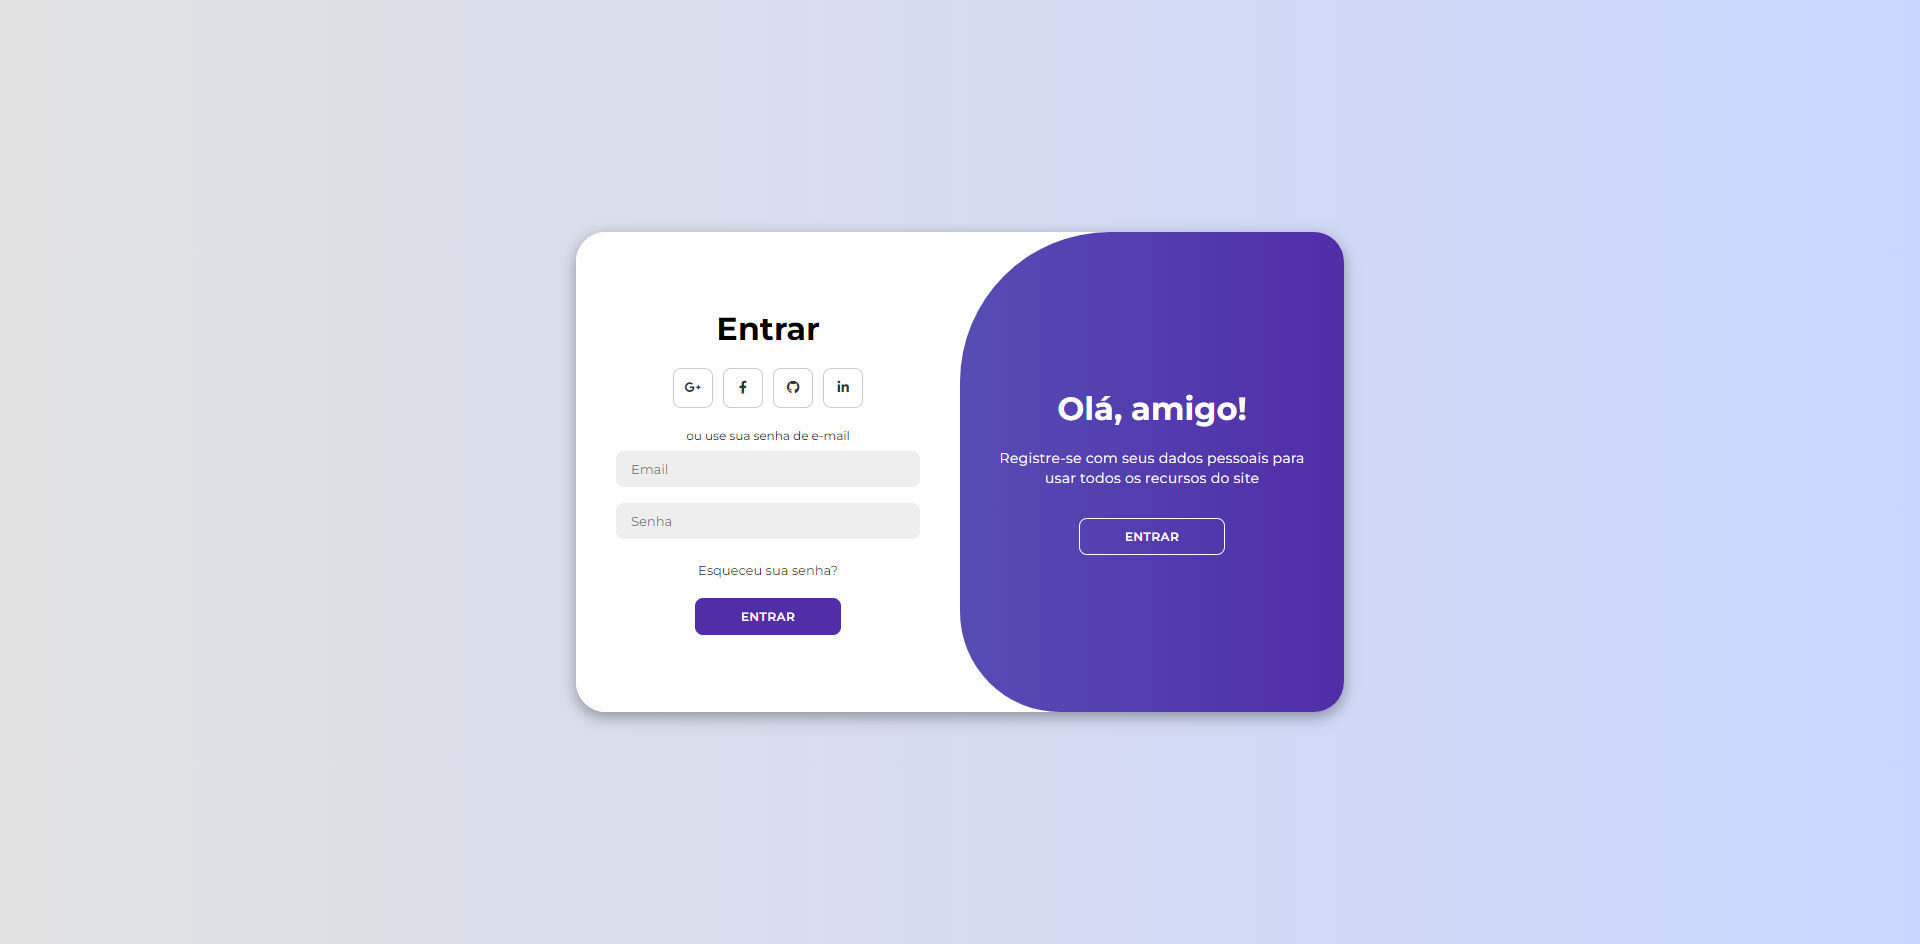 Entrar
G+
f
in
ou use sua senha de e-mail
Email
Senha
Esqueceu sua senha?
ENTRAR
Olá, amigo!
Registre-se com seus dados pessoais para
usar todos os recursos do site
ENTRAR